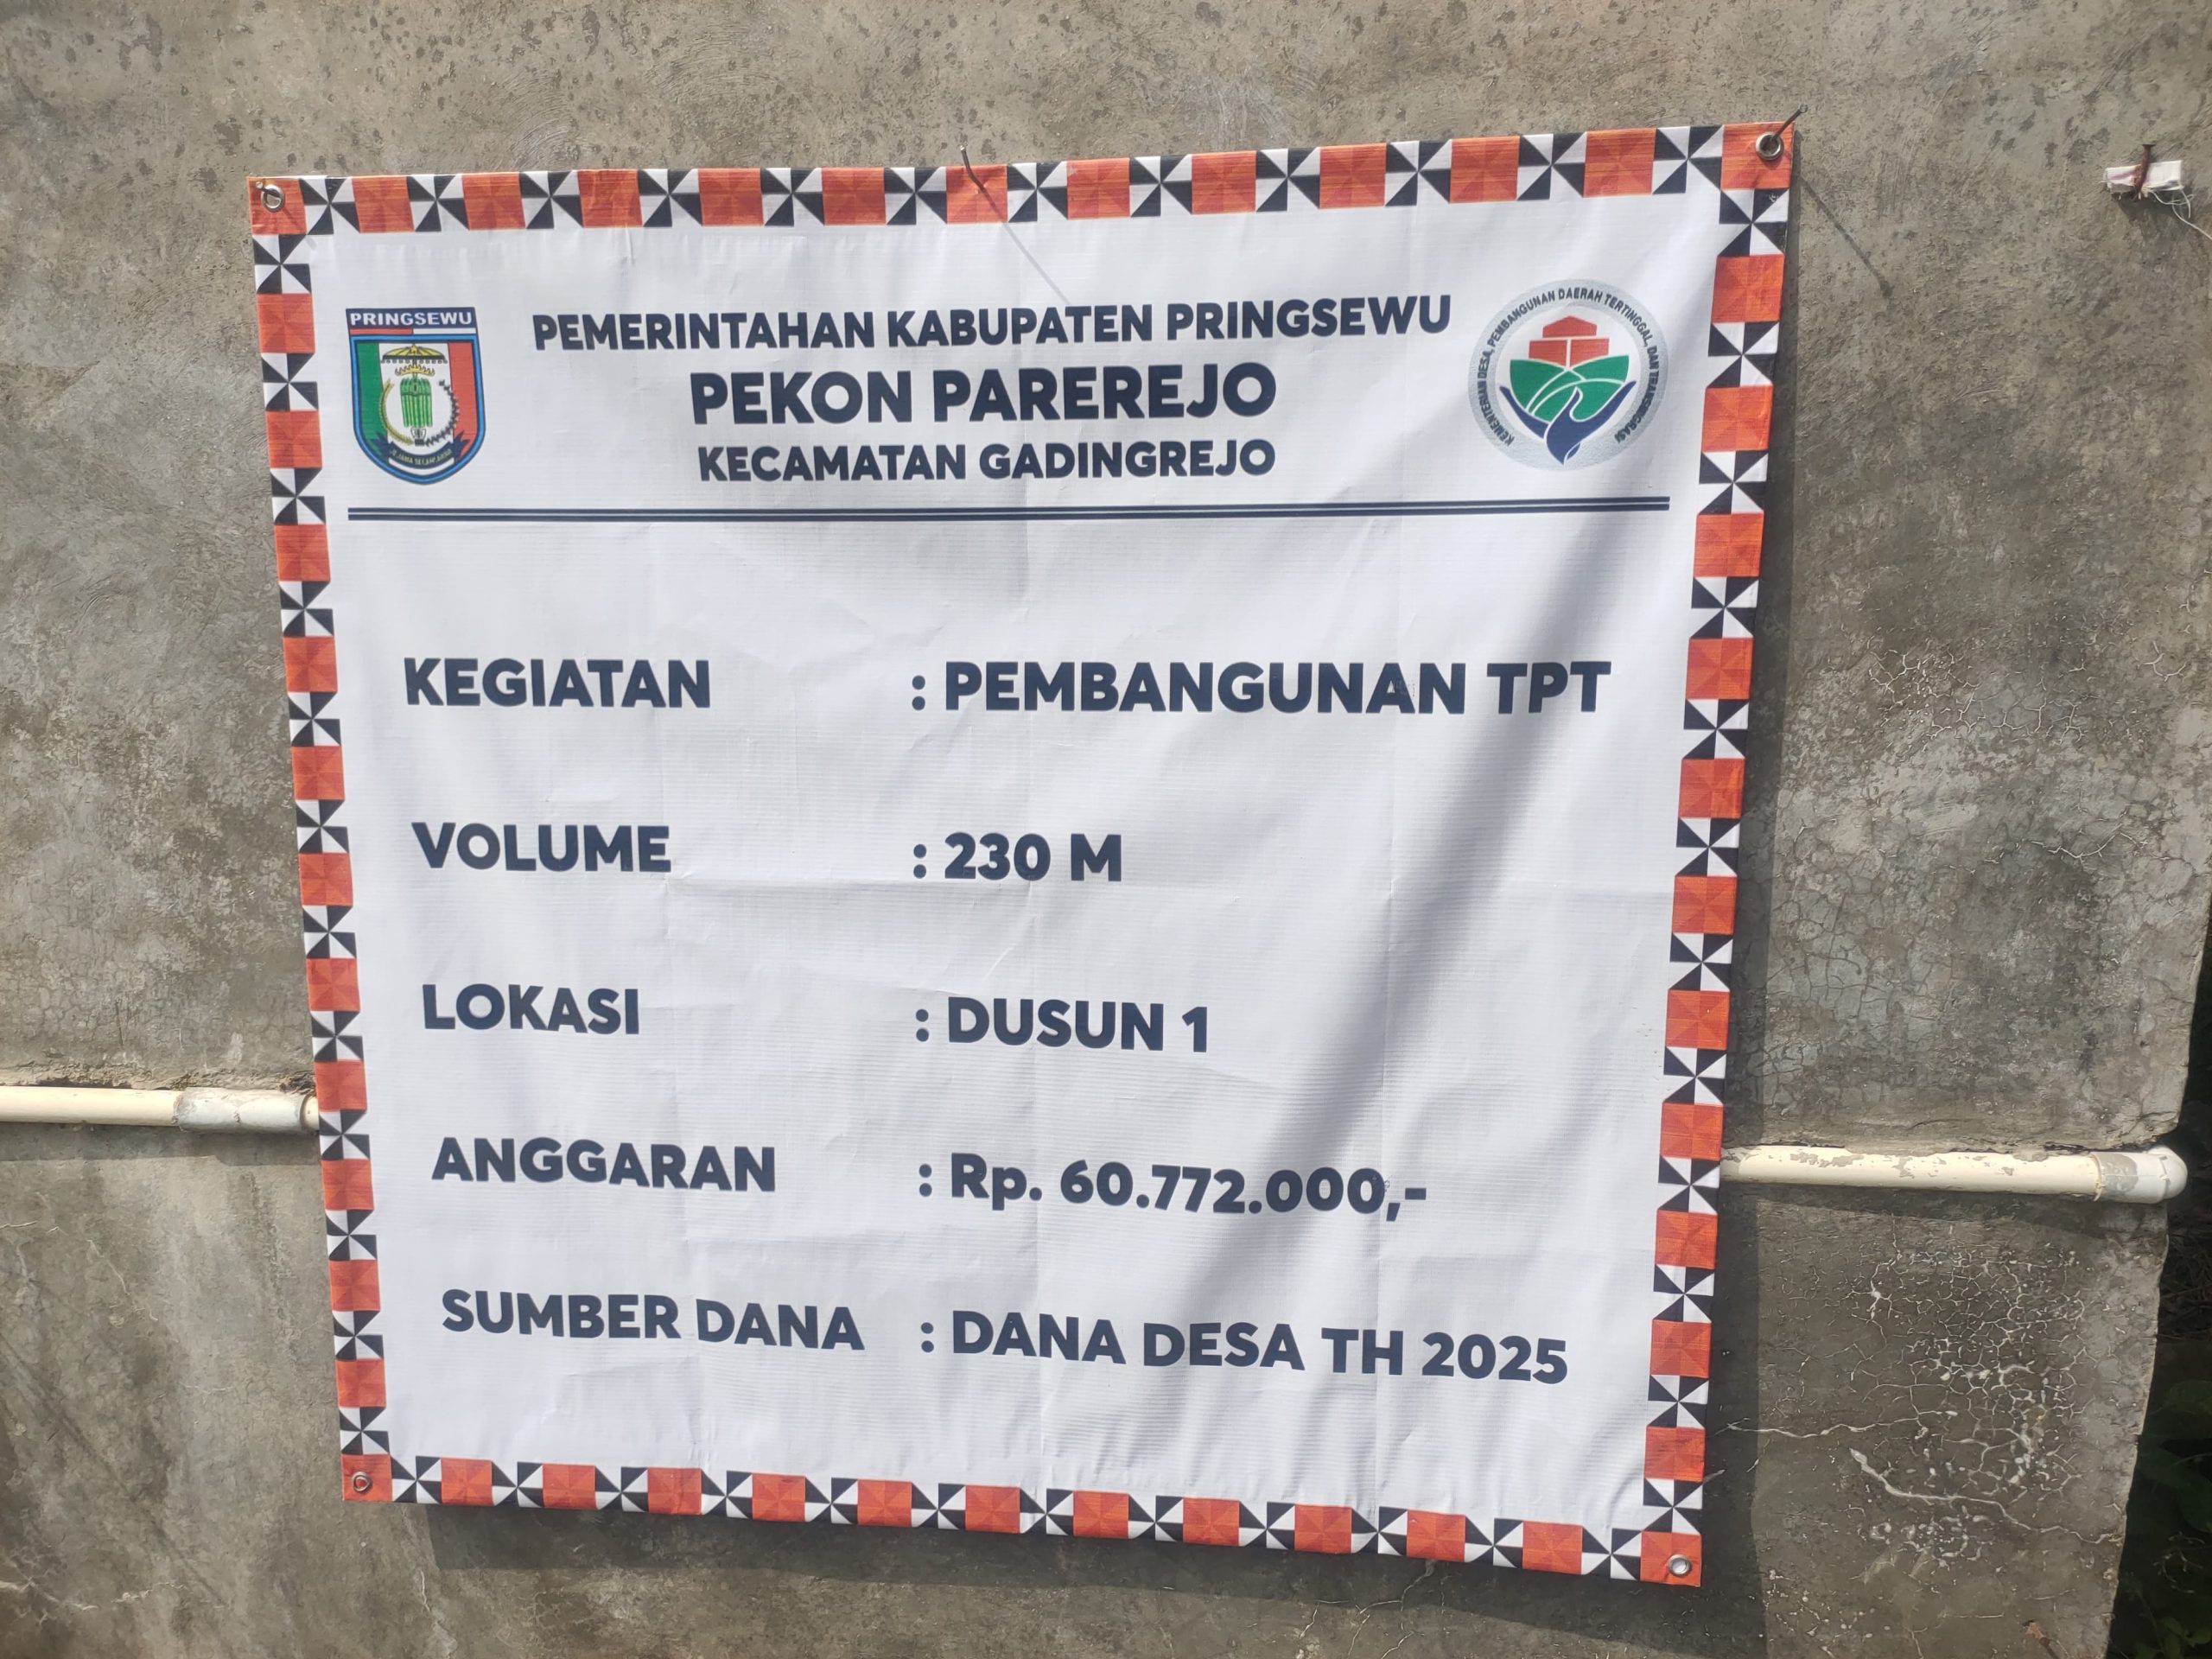 PRINGSEWU
PEMERINTAHAN KABUPATEN PRINGSEWU
PEKON PAREREJO
KECAMATAN GADINGREJO
KEMENTERIAN DESA, PEMBANGUNAN DAERAH TERTINGGAL, DAN TRANSMIGRASI
KEGIATAN : PEMBANGUNAN TPT
VOLUME : 230 M
LOKASI : DUSUN 1
ANGGARAN : Rp. 60.772.000,-
SUMBER DANA : DANA DESA TH 2025